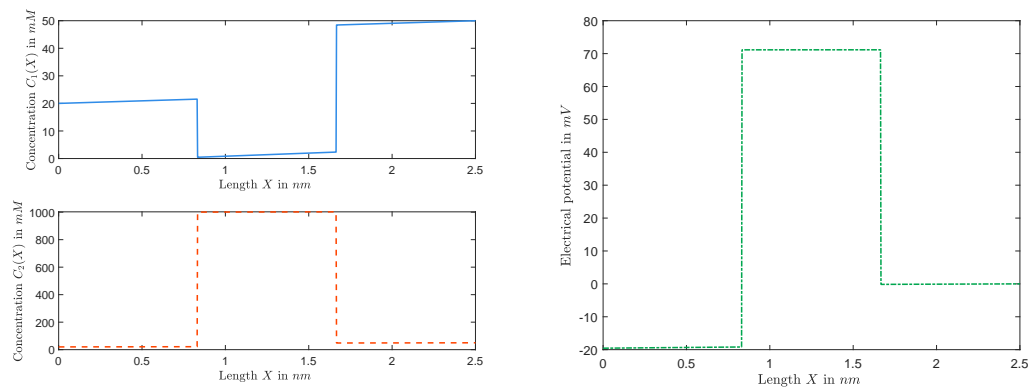 Concentration C₁(X) in mM
50
40
30
20
10
0
0 0.5 1 1.5 2 2.5
Length X in nm
Concentration C₂(X) in mM
1000
800
600
400
200
0
0 0.5 1 1.5 2 2.5
Length X in nm
Electrical potential in mV
80
70
60
50
40
30
20
10
0
-10
-20
0 0.5 1 1.5 2 2.5
Length X in nm